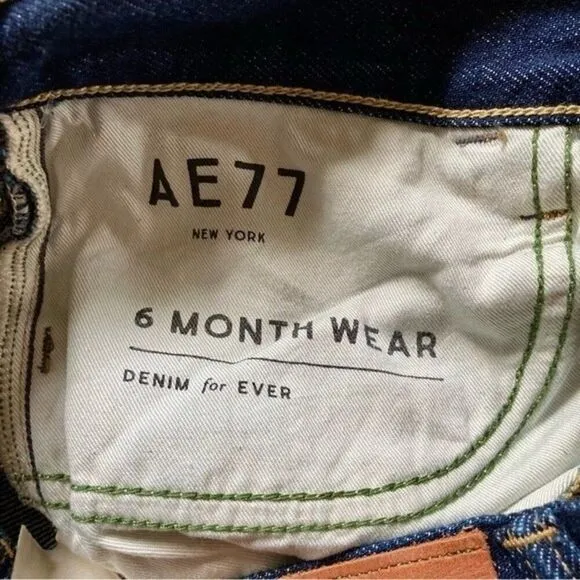 AE77
NEW YORK
6 MONTH WEAR
DENIM for EVER